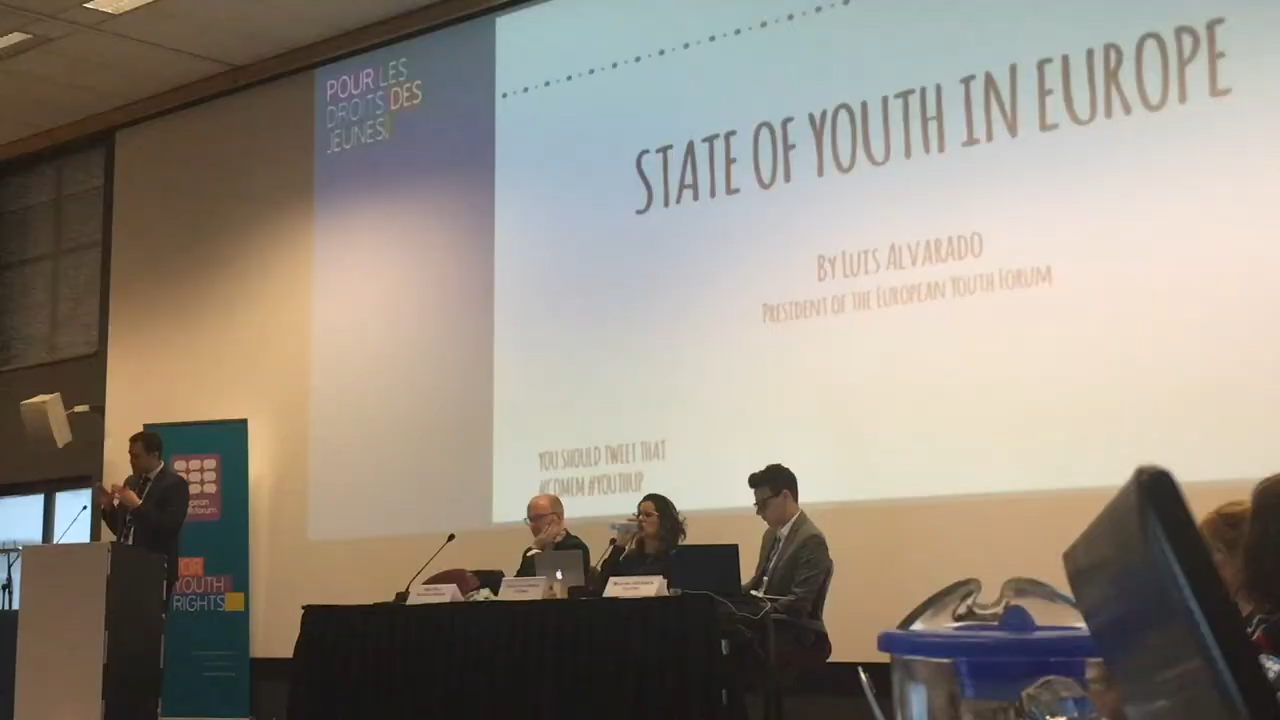 POUR LES
DROITS DES
JEUNES!
STATE OF YOUTH IN EUROPE
BY LUIS ALVARADO
PRESIDENT OF THE EUROPEAN YOUTH FORUM
YOU SHOULD TWEET THAT
#COMEM #YOUTHUP
FOR
YOUTH
RIGHTS